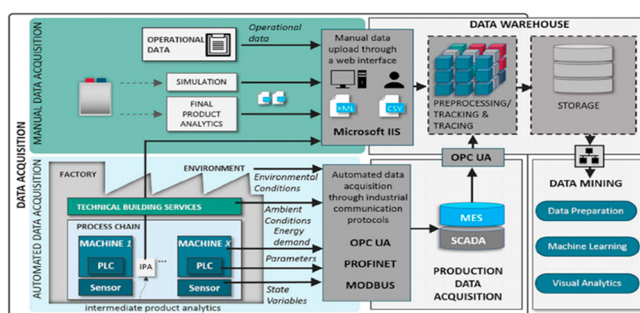 DATA ACQUISITION
MANUAL DATA ACQUISITION
OPERATIONAL
DATA
Operational
data
SIMULATION
FINAL
PRODUCT
ANALYTICS
Manual data
upload through
a web interface
XML
CSV
Microsoft IIS
DATA WAREHOUSE
PREPROCESSING/
TRACKING &
TRACING
STORAGE
AUTOMATED DATA ACQUISITION
FACTORY
ENVIRONMENT
Environmental
Conditions
TECHNICAL BUILDING SERVICES
Ambient
Conditions
Energy
demand
PROCESS CHAIN
MACHINE 1
PLC
Sensor
IPA
...
MACHINE X
PLC
Sensor
Parameters
State
Variables
intermediate product analytics
Automated data
acquisition
through industrial
communication
protocols
OPC UA
PROFINET
MODBUS
OPC UA
MES
SCADA
PRODUCTION
DATA
ACQUISITION
DATA MINING
Data Preparation
Machine Learning
Visual Analytics